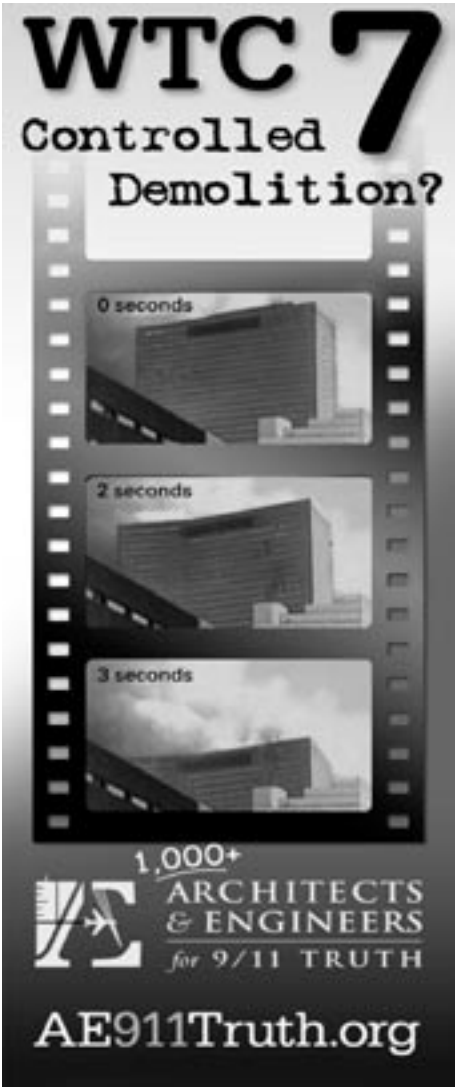 WTC 7
Controlled
Demolition?
0 seconds
2 seconds
3 seconds
1,000+
AE
ARCHITECTS
& ENGINEERS
for 9/11 TRUTH
AE911Truth.org